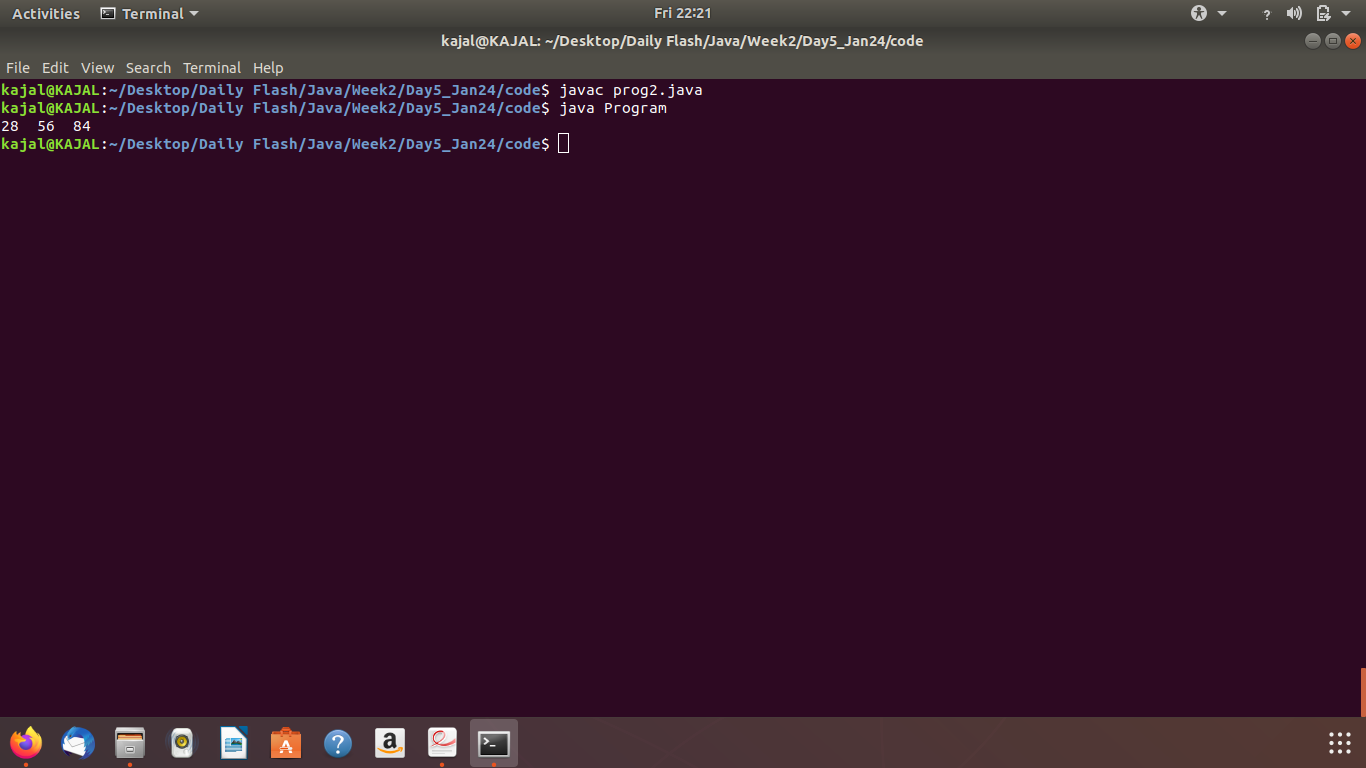 Activities Terminal Fri 22:21 ?
kajal@KAJAL: ~/Desktop/Daily Flash/Java/Week2/Day5_Jan24/code
File Edit View Search Terminal Help
kajal@KAJAL:~/Desktop/Daily Flash/Java/Week2/Day5_Jan24/code$ javac prog2.java
kajal@KAJAL:~/Desktop/Daily Flash/Java/Week2/Day5_Jan24/code$ java Program
28  56  84
kajal@KAJAL:~/Desktop/Daily Flash/Java/Week2/Day5_Jan24/code$